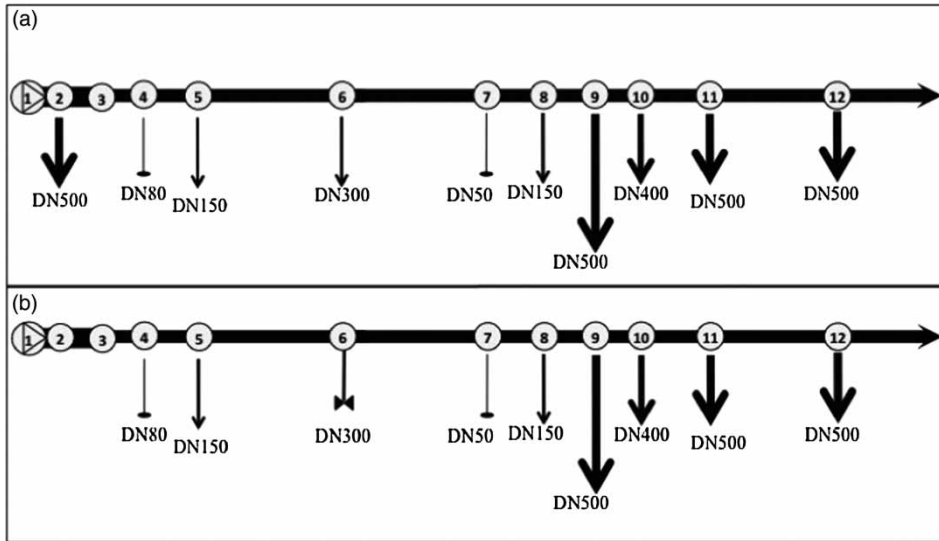 (a)
1 2 3 4 5 6 7 8 9 10 11 12
DN500 DN80 DN150 DN300 DN50 DN150 DN400 DN500 DN500
DN500
(b)
1 2 3 4 5 6 7 8 9 10 11 12
DN80 DN150 DN300 DN50 DN150 DN400 DN500 DN500
DN500